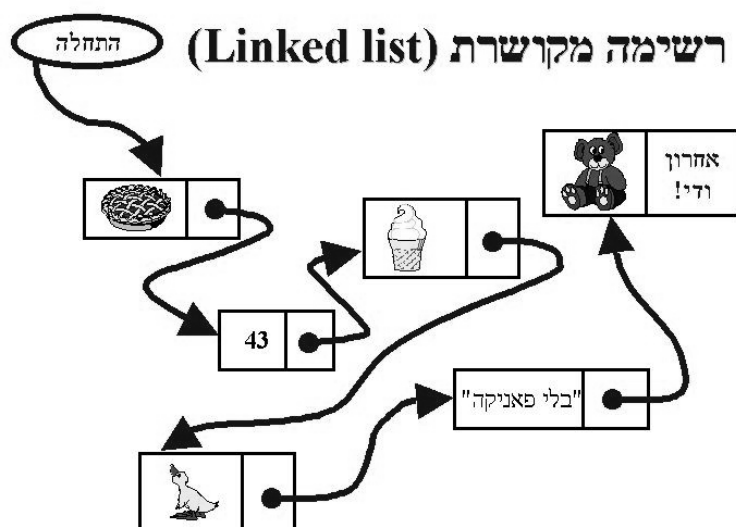 רשימה מקושרת (Linked list)
התחלה
אחרון
ודי!
43
"בלי פאניקה"